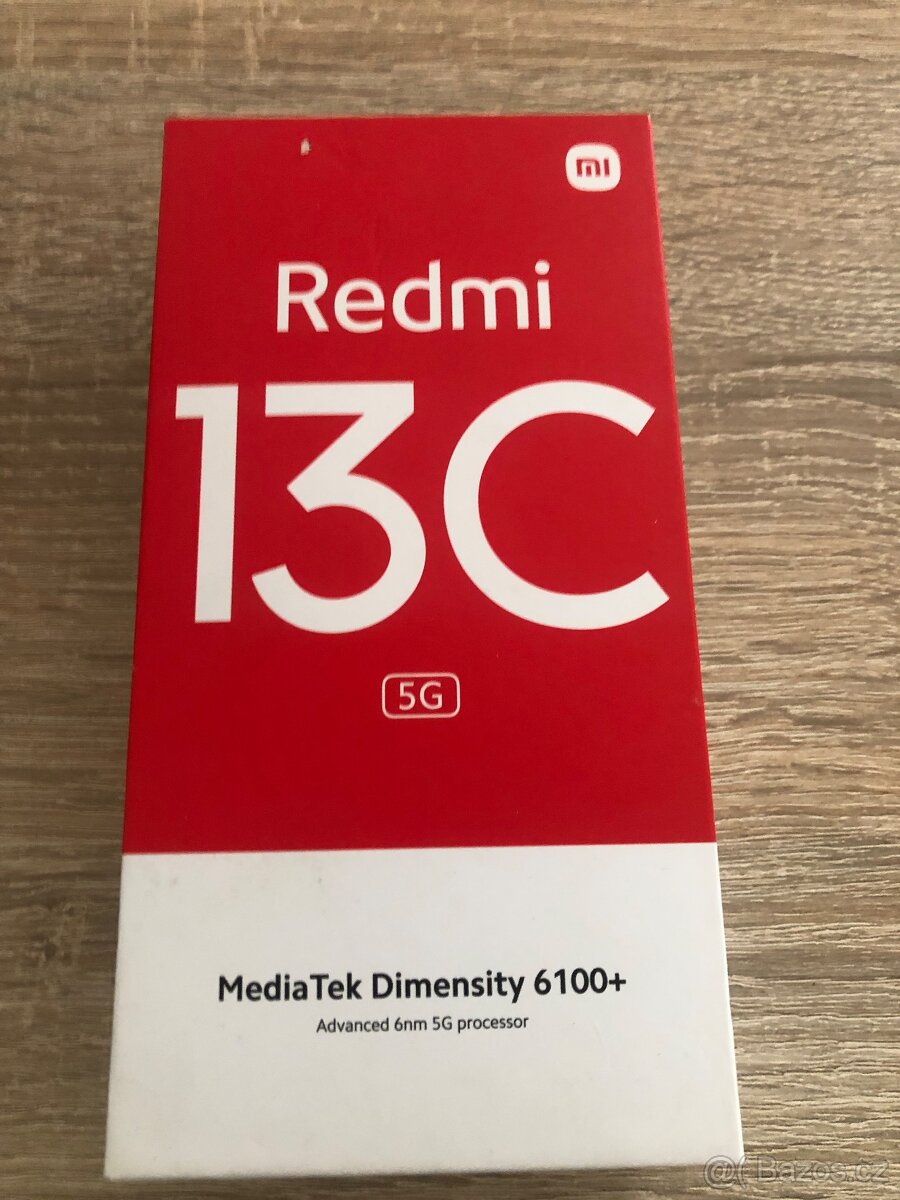 mi
Redmi
13C
5G
MediaTek Dimensity 6100+
Advanced 6nm 5G processor
@( Bazos.cz